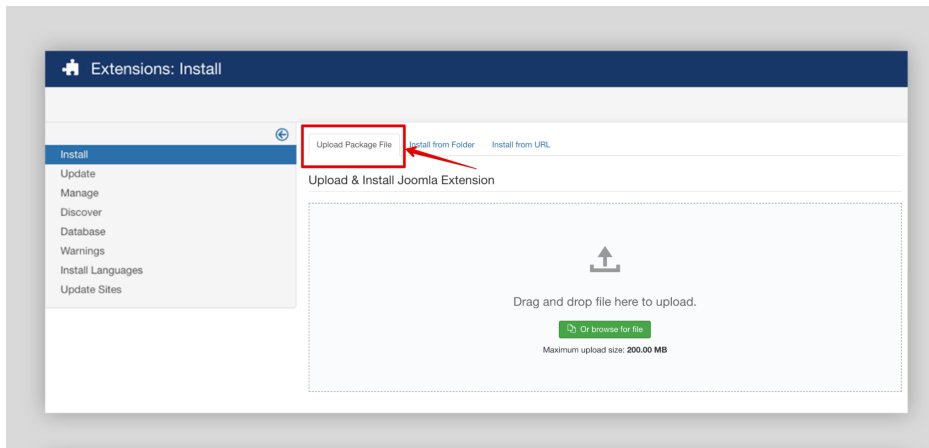 Extensions: Install
Install
Update
Manage
Discover
Database
Warnings
Install Languages
Update Sites
Upload Package File Install from Folder Install from URL
Upload & Install Joomla Extension
Drag and drop file here to upload.
Or browse for file
Maximum upload size: 200.00 MB